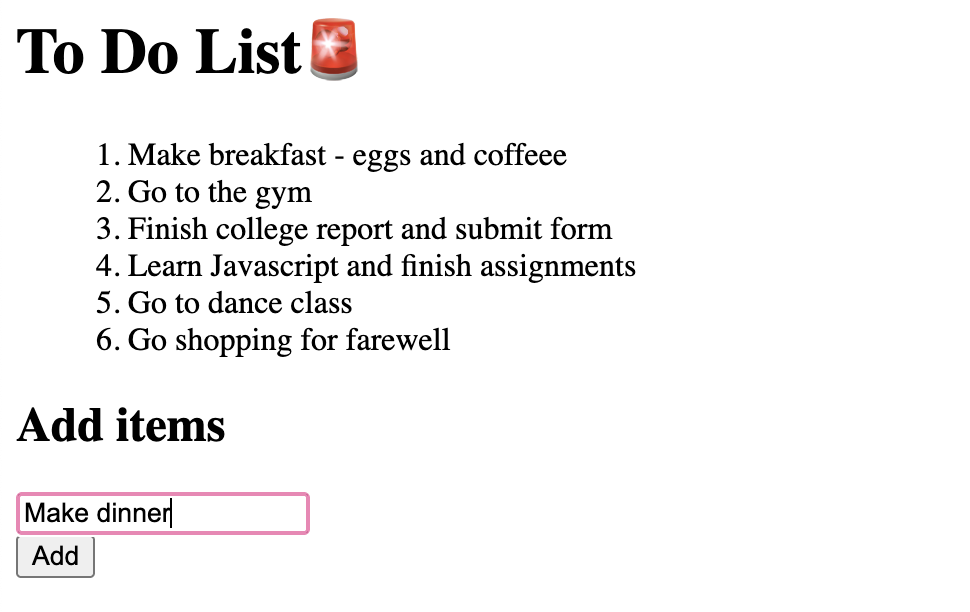 To Do List🚨
1. Make breakfast - eggs and coffeee
2. Go to the gym
3. Finish college report and submit form
4. Learn Javascript and finish assignments
5. Go to dance class
6. Go shopping for farewell
Add items
Make dinner
Add